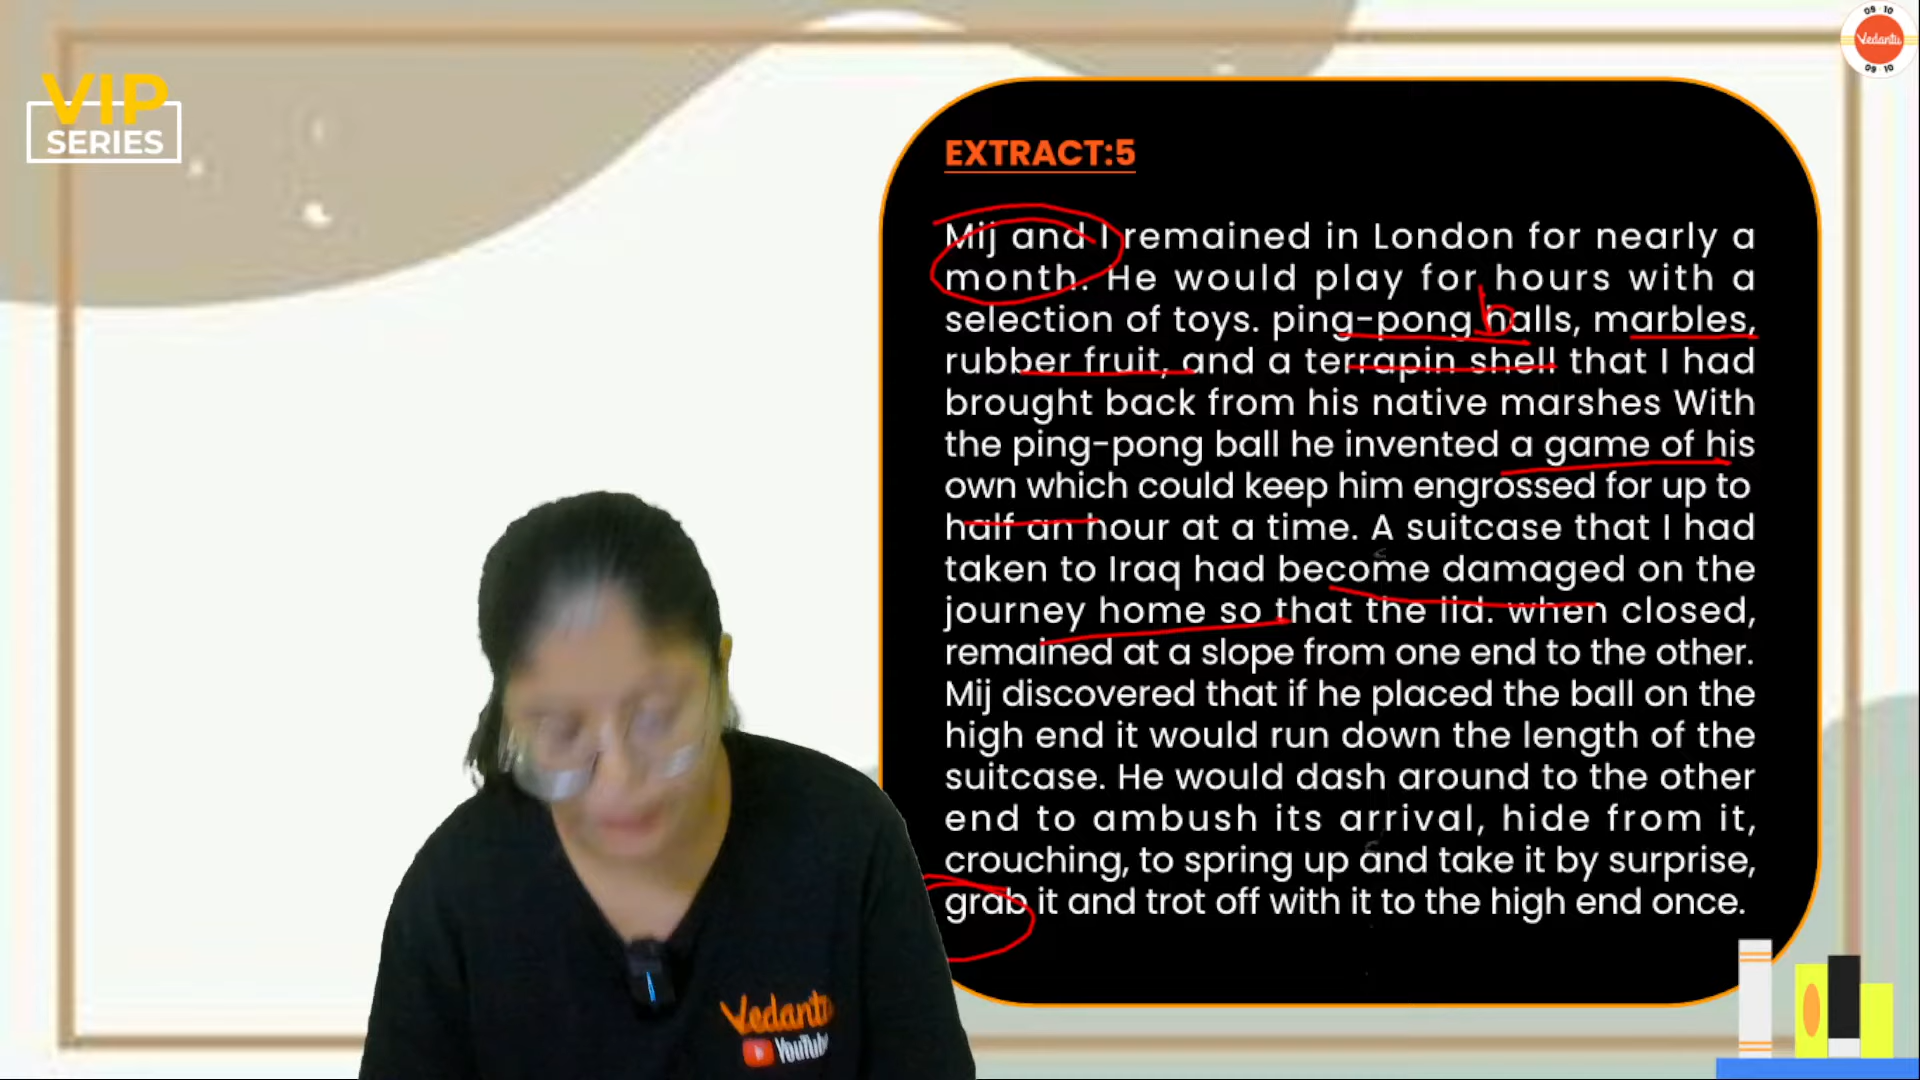 VIP
SERIES
09 10
Vedantu
09 10
EXTRACT:5
Mij and I remained in London for nearly a
month. He would play for hours with a
selection of toys. ping-pong balls, marbles,
rubber fruit, and a terrapin shell that I had
brought back from his native marshes With
the ping-pong ball he invented a game of his
own which could keep him engrossed for up to
half an hour at a time. A suitcase that I had
taken to Iraq had become damaged on the
journey home so that the lid. when closed,
remained at a slope from one end to the other.
Mij discovered that if he placed the ball on the
high end it would run down the length of the
suitcase. He would dash around to the other
end to ambush its arrival, hide from it,
crouching, to spring up and take it by surprise,
grab it and trot off with it to the high end once.
Vedantu
YouTube